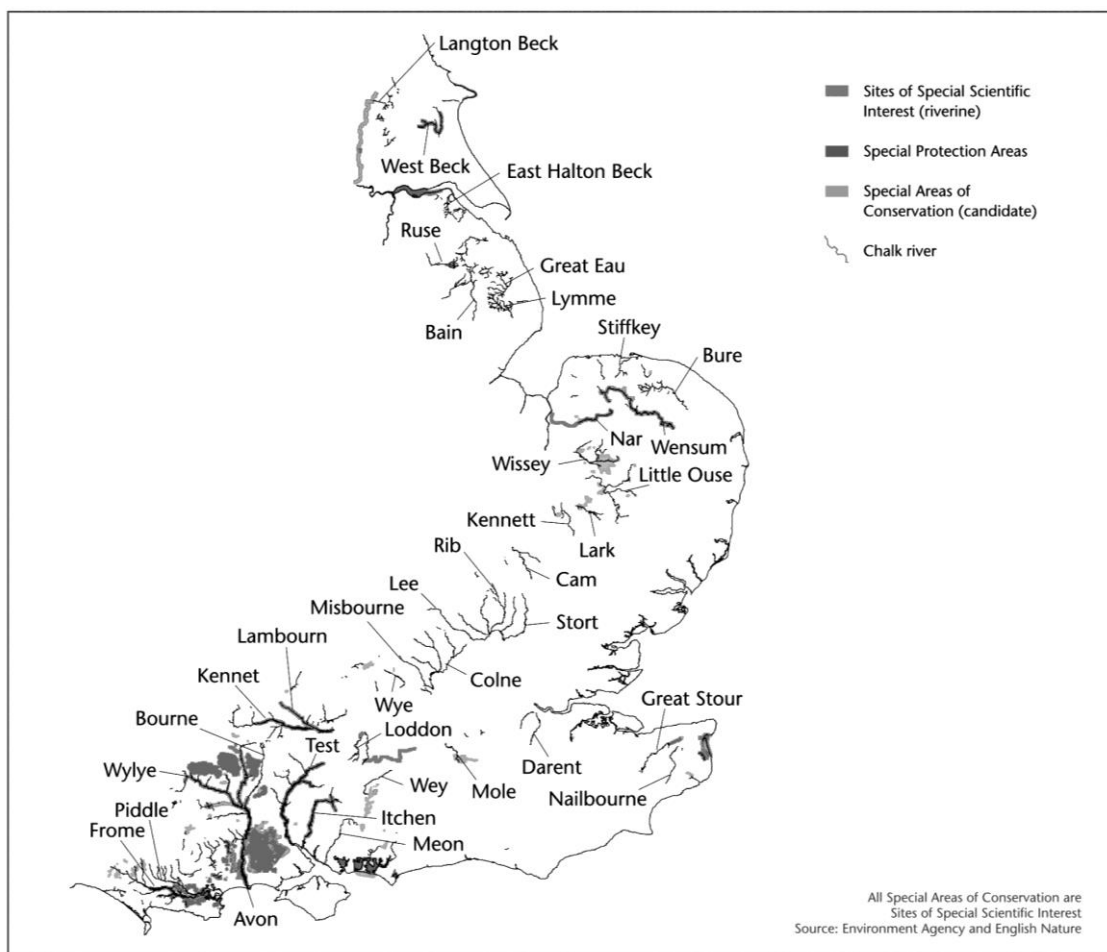 Langton Beck
West Beck
East Halton Beck
Ruse
Great Eau
Lymme
Bain
Stiffkey
Bure
Nar
Wensum
Wissey
Little Ouse
Kennett
Lark
Rib
Cam
Lee
Misbourne
Stort
Lambourn
Colne
Kennet
Wye
Great Stour
Bourne
Loddon
Test
Darent
Wylye
Wey
Mole
Nailbourne
Piddle
Itchen
Frome
Meon
Avon
Sites of Special Scientific
Interest (riverine)
Special Protection Areas
Special Areas of
Conservation (candidate)
Chalk river
All Special Areas of Conservation are
Sites of Special Scientific Interest
Source: Environment Agency and English Nature